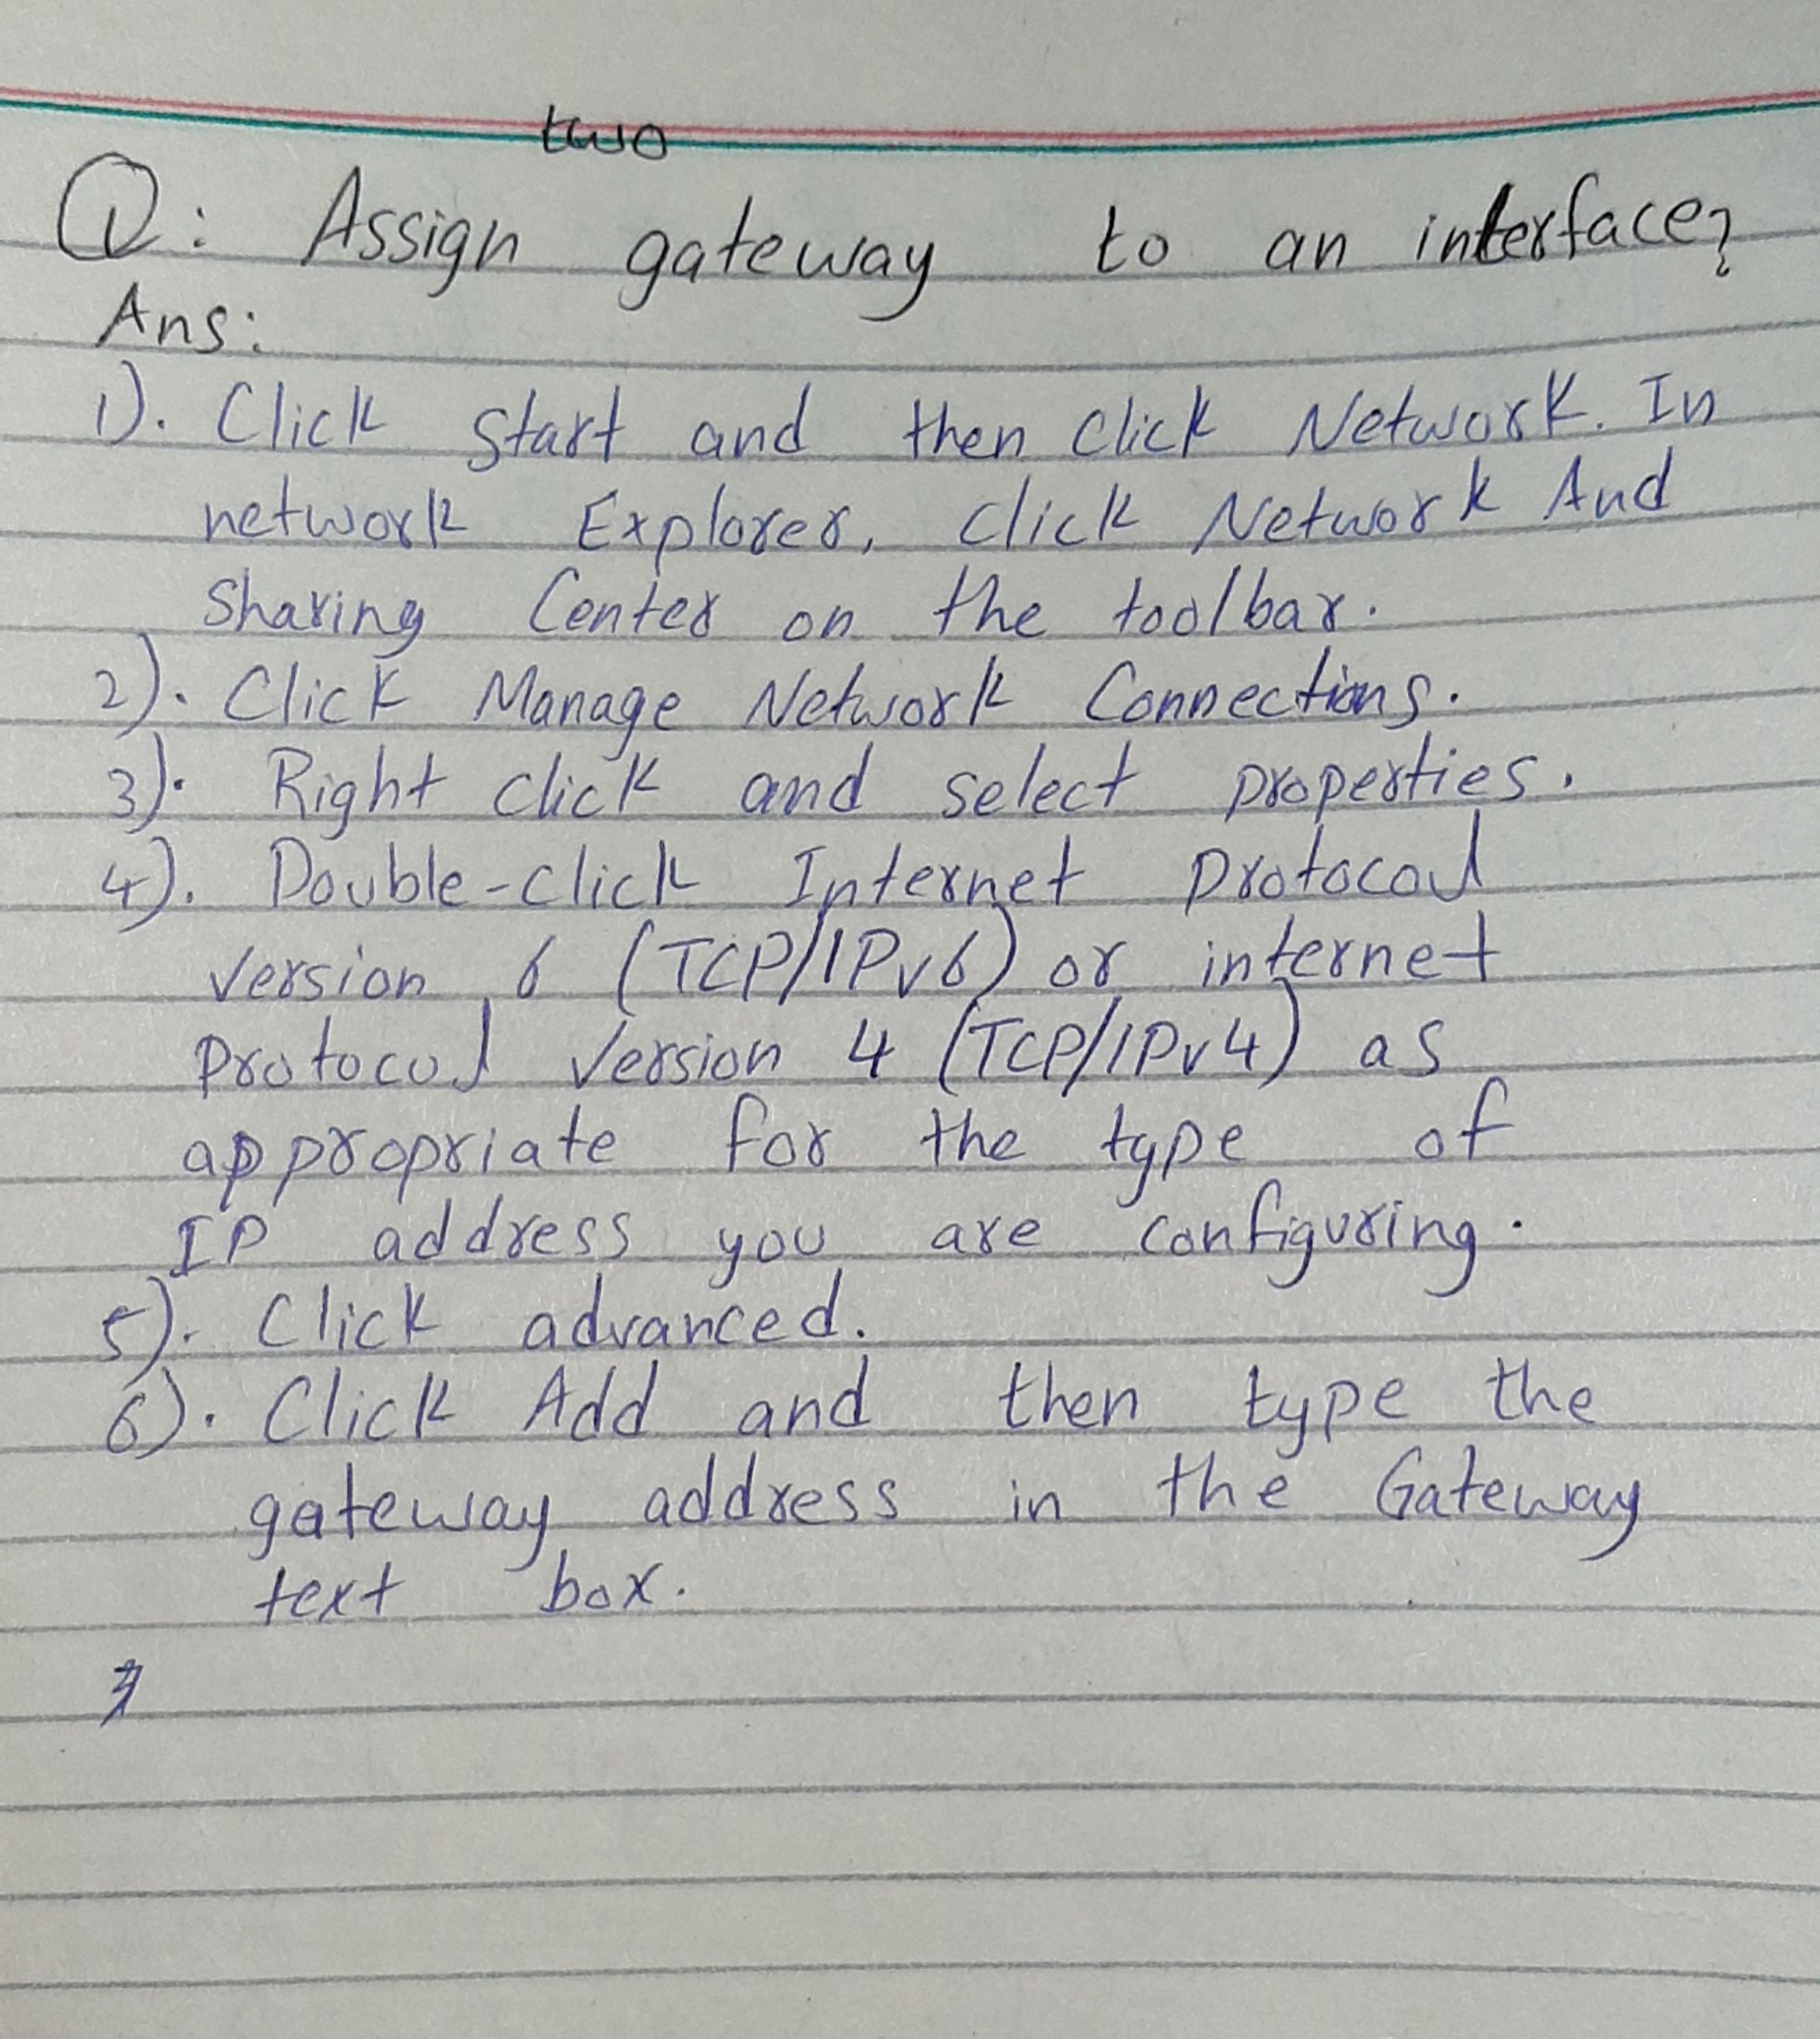 two
Q: Assign gateway to an interface?
Ans:
1). Click start and then click Network. In
network Explorer, click Network And
Sharing Center on the toolbar.
2). Click Manage Network Connections.
3). Right click and select properties.
4). Double-click Internet Protocol
Version 6 (TCP/IPv6) or internet
Protocol Version 4 (TCP/IPv4) as
appropriate for the type of
IP address you are configuring.
5). Click advanced.
6). Click Add and then type the
gateway address in the Gateway
text box.